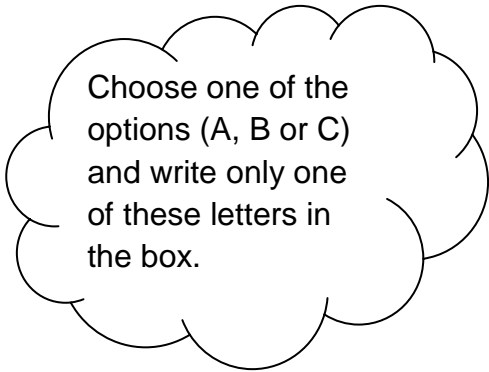 Choose one of the
options (A, B or C)
and write only one
of these letters in
the box.